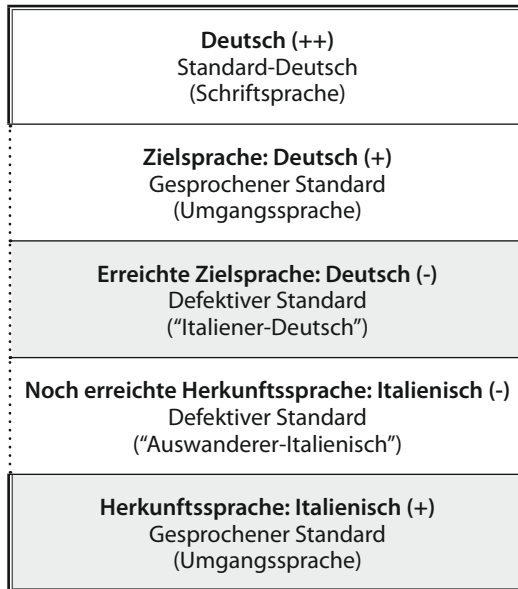 Deutsch (++)
Standard-Deutsch
(Schriftsprache)
Zielsprache: Deutsch (+)
Gesprochener Standard
(Umgangssprache)
Erreichte Zielsprache: Deutsch (-)
Defektiver Standard
(“Italiener-Deutsch”)
Noch erreichte Herkunftssprache: Italienisch (-)
Defektiver Standard
(“Auswanderer-Italienisch”)
Herkunftssprache: Italienisch (+)
Gesprochener Standard
(Umgangssprache)